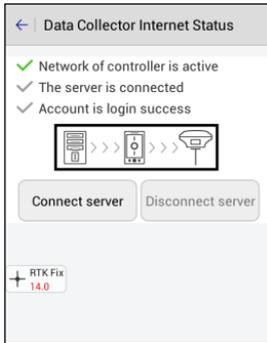 Data Collector Internet Status
Network of controller is active
The server is connected
Account is login success
Connect server
Disconnect server
RTK Fix
14.0